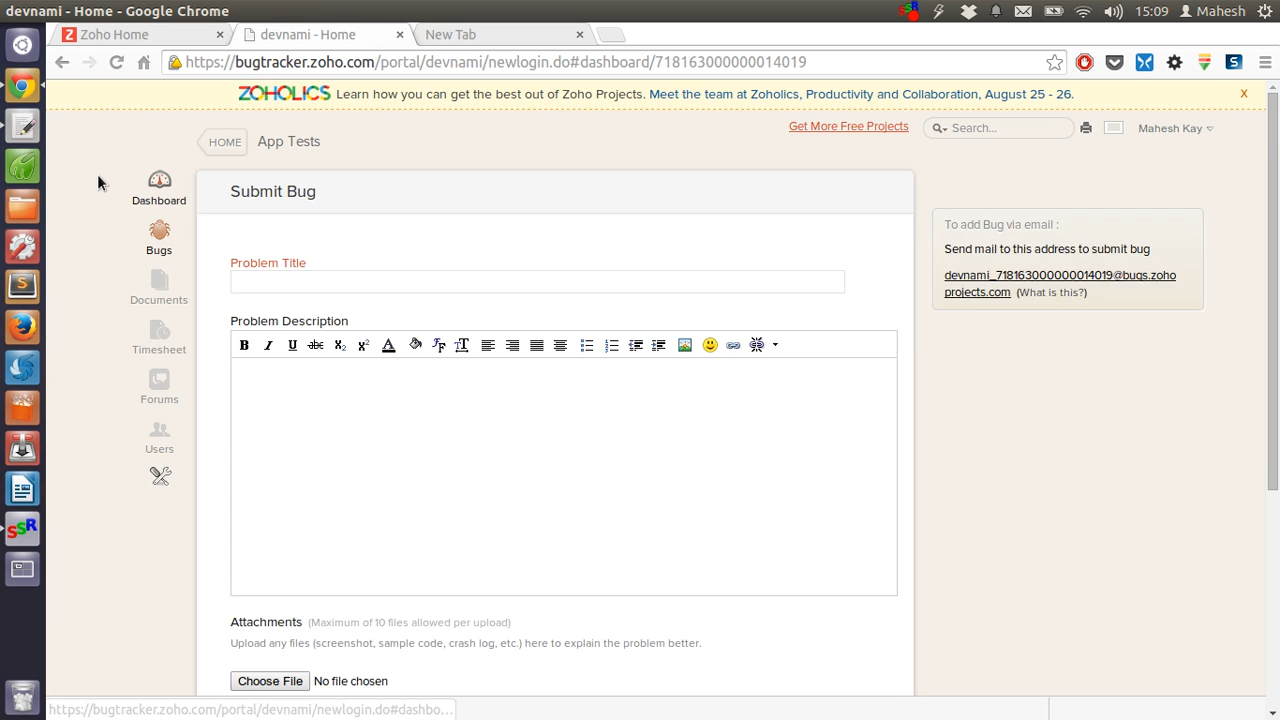 devnami - Home - Google Chrome
15:09
Mahesh
Zoho Home
devnami - Home
New Tab
https://bugtracker.zoho.com/portal/devnami/newlogin.do#dashboard/718163000000014019
ZOHOLICS Learn how you can get the best out of Zoho Projects. Meet the team at Zoholics, Productivity and Collaboration, August 25 - 26.
X
Get More Free Projects
Search...
Mahesh Kay
HOME
App Tests
Dashboard
Bugs
Documents
Timesheet
Forums
Users
Submit Bug
Problem Title
Problem Description
B I U abc X2 X2 A
Attachments (Maximum of 10 files allowed per upload)
Upload any files (screenshot, sample code, crash log, etc.) here to explain the problem better.
Choose File No file chosen
To add Bug via email :
Send mail to this address to submit bug
devnami_718163000000014019@bugs.zoho
projects.com (What is this?)
SSR
https://bugtracker.zoho.com/portal/devnami/newlogin.do#dashbo...